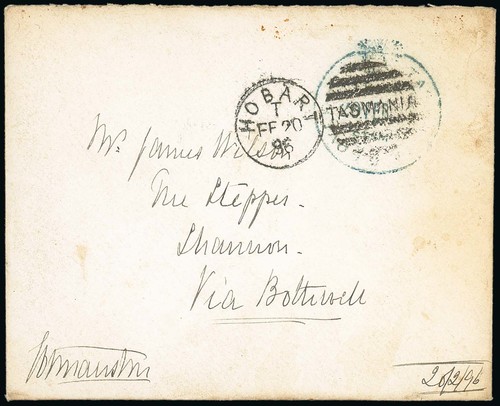 HOBART
T
FE 20
96
TASMANIA
Mr. James Wilson
The Steppes.
Shannon.
Via Bothwell
20/2/96